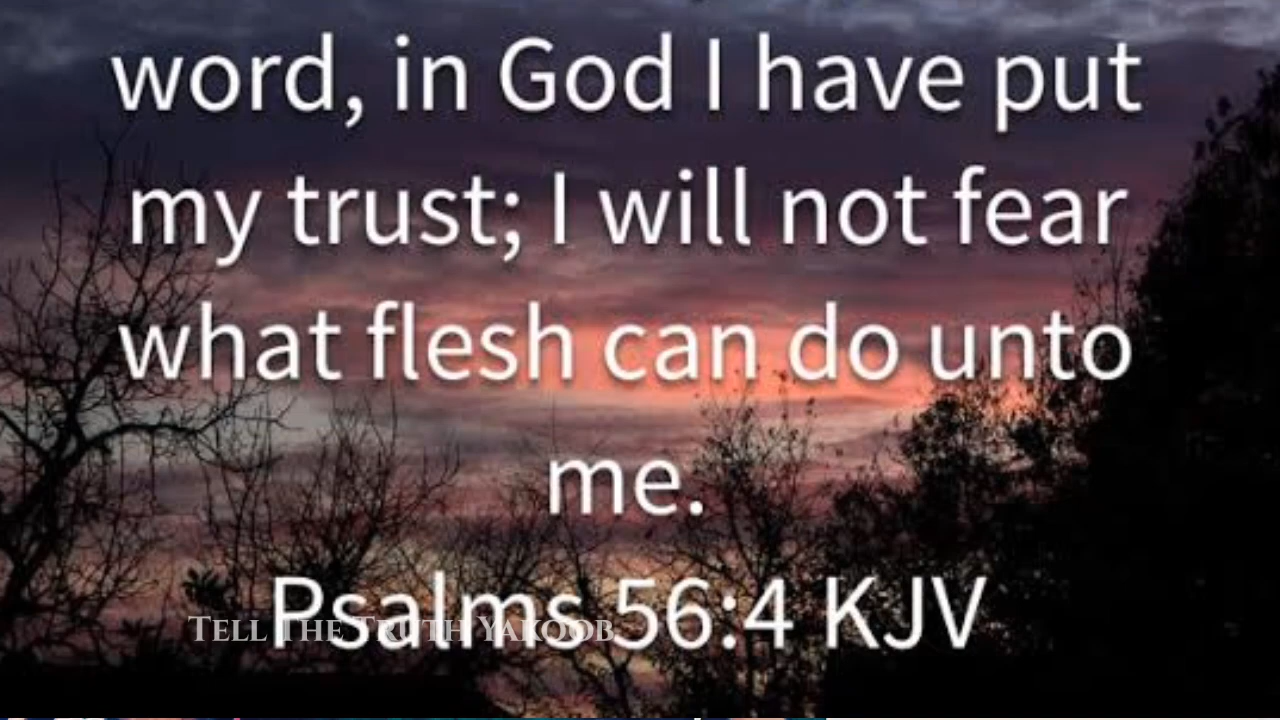 word, in God I have put
my trust; I will not fear
what flesh can do unto
me.
Psalms 56:4 KJV
Tell The Truth Yakoob